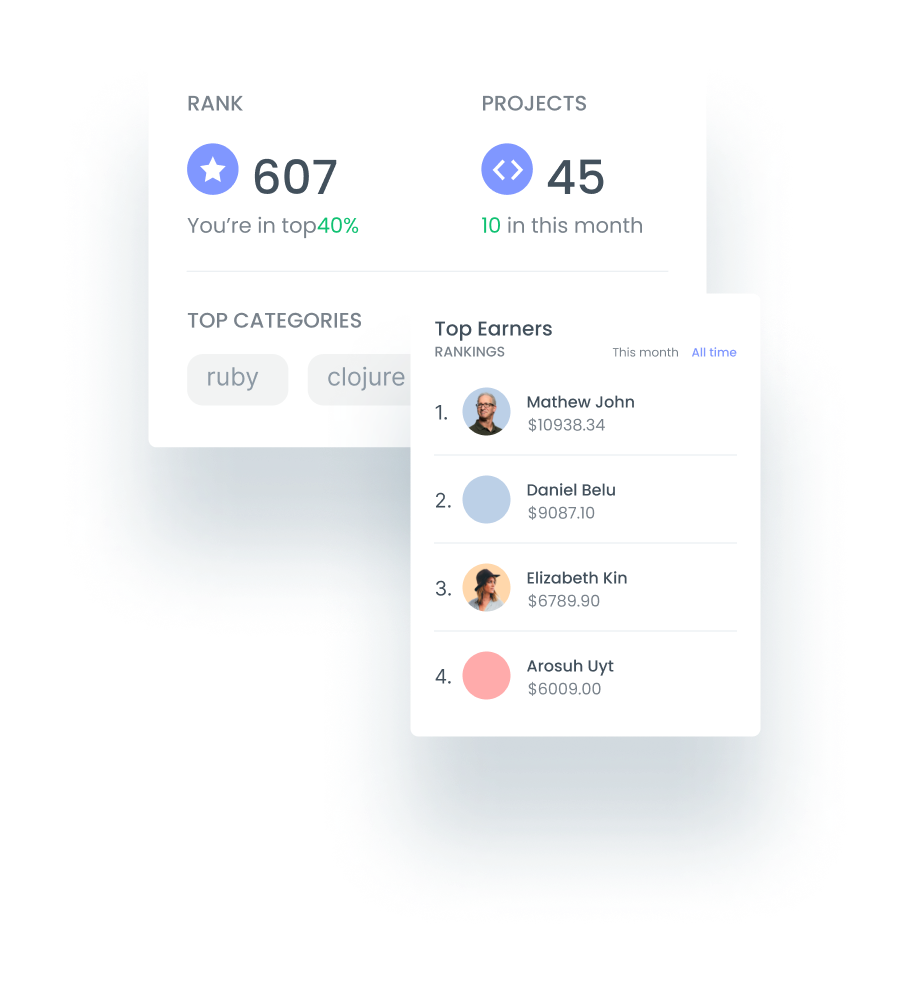 RANK
PROJECTS
607
45
You’re in top40%
10 in this month
TOP CATEGORIES
ruby
clojure
Top Earners
RANKINGS
This month
All time
1.
Mathew John
$10938.34
2.
Daniel Belu
$9087.10
3.
Elizabeth Kin
$6789.90
4.
Arosuh Uyt
$6009.00